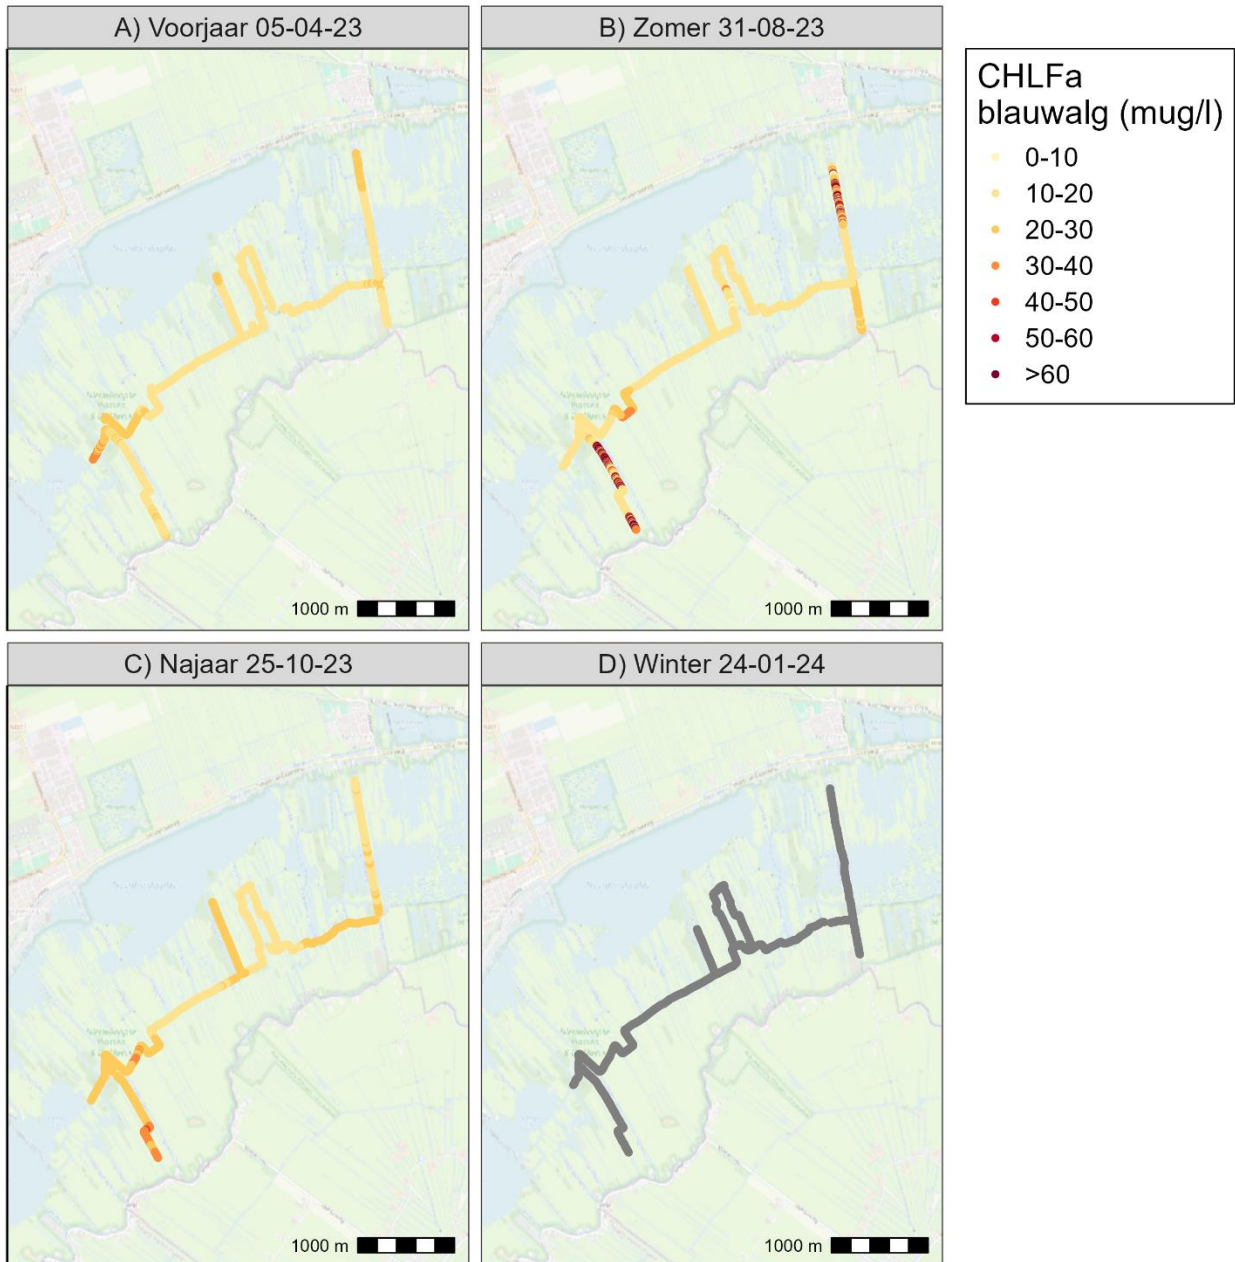 A) Voorjaar 05-04-23
B) Zomer 31-08-23
CHLFa
blauwalg (mug/l)
0-10
10-20
20-30
30-40
40-50
50-60
>60
1000 m
1000 m
C) Najaar 25-10-23
D) Winter 24-01-24
1000 m
1000 m